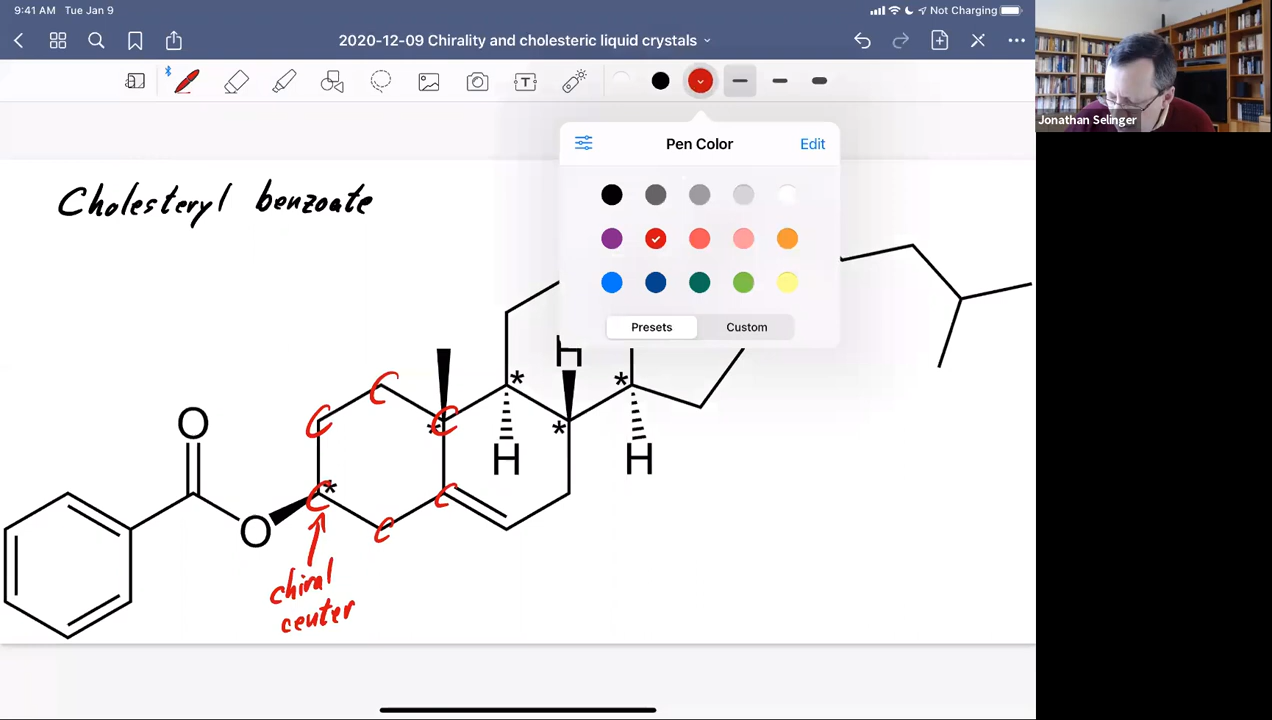 9:41 AM Tue Jan 9
Not Charging
2020-12-09 Chirality and cholesteric liquid crystals
T
Jonathan Selinger
Pen Color
Edit
Presets
Custom
Cholesteryl benzoate
H
* *
C
O C C * *
H H
C * C
O C
chiral
center